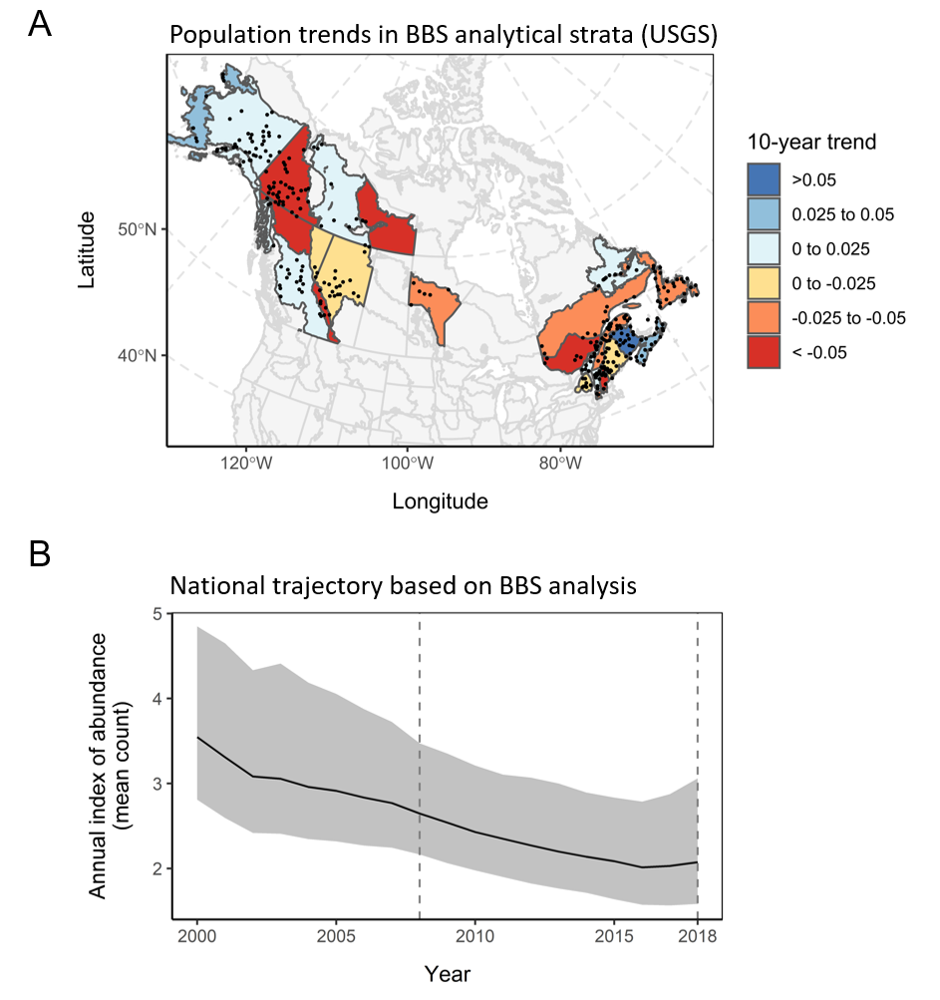 A
Population trends in BBS analytical strata (USGS)
10-year trend
>0.05
0.025 to 0.05
0 to 0.025
0 to -0.025
-0.025 to -0.05
< -0.05
Latitude
50°N
40°N
120°W
100°W
80°W
Longitude
B
National trajectory based on BBS analysis
Annual index of abundance
(mean count)
5
4
3
2
2000
2005
2010
2015
2018
Year